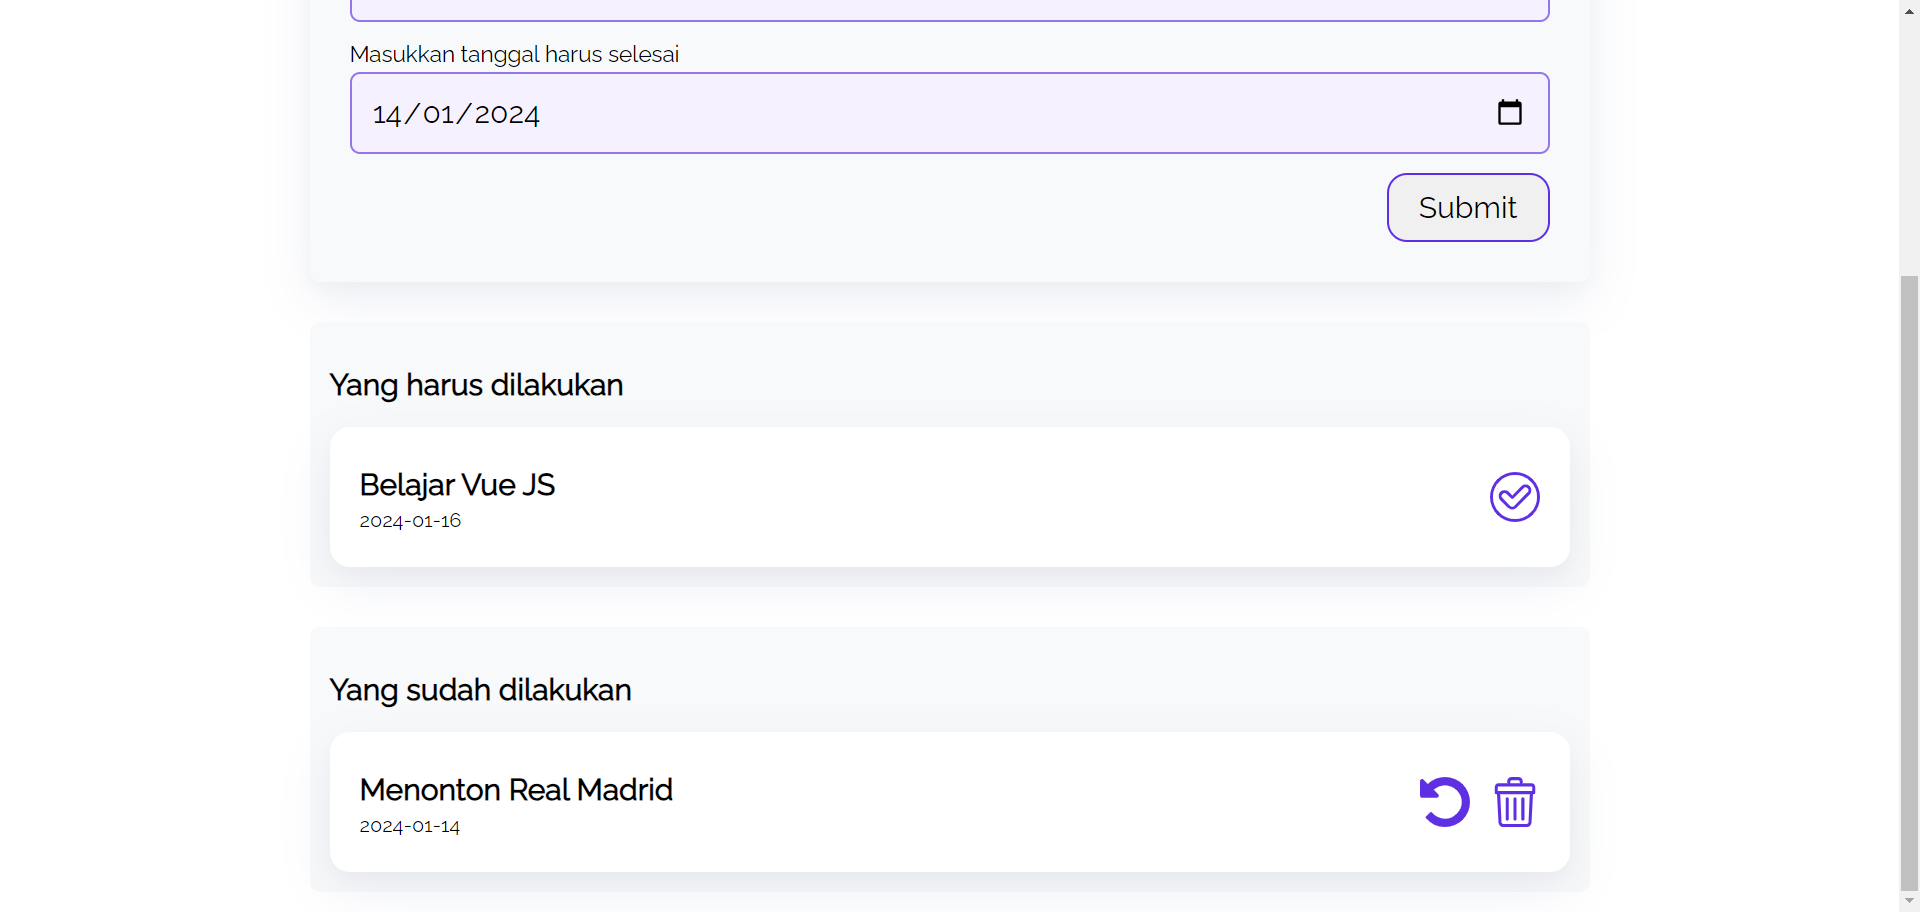 Masukkan tanggal harus selesai
14/01/2024
Submit
Yang harus dilakukan
Belajar Vue JS
2024-01-16
Yang sudah dilakukan
Menonton Real Madrid
2024-01-14